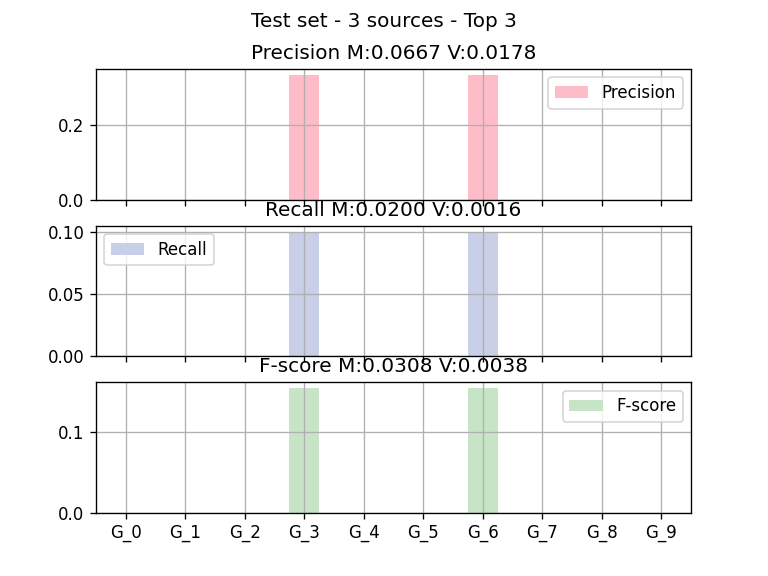 Test set - 3 sources - Top 3
Precision M:0.0667 V:0.0178
Precision
0.2
0.0
Recall M:0.0200 V:0.0016
Recall
0.10
0.05
0.00
F-score M:0.0308 V:0.0038
F-score
0.1
0.0
G_0 G_1 G_2 G_3 G_4 G_5 G_6 G_7 G_8 G_9